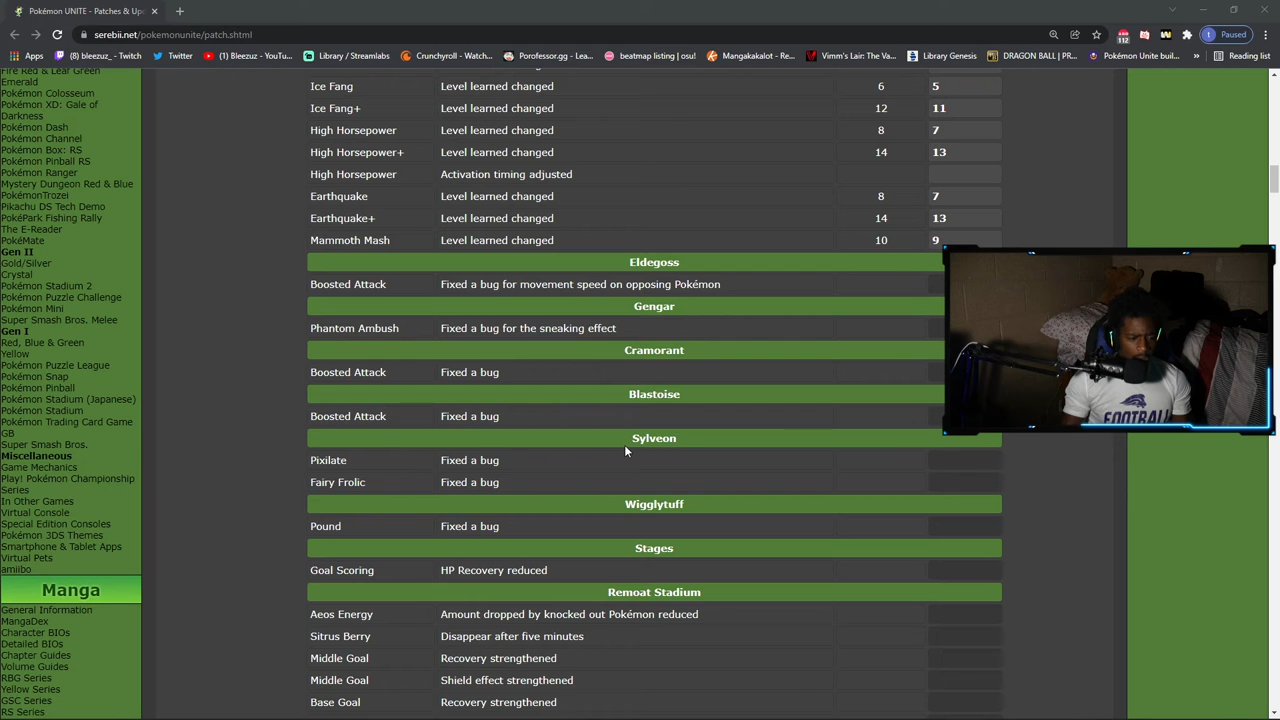 Pokémon UNITE - Patches & Up
serebii.net/pokemonunite/patch.shtml
112
t
Paused
Apps
bleezuz_ - Twitch
Twitter
(1) Bleezuz - YouTu...
Library / Streamlabs
Crunchyroll - Watch...
Porofessor.gg - Lea...
beatmap listing | osu!
Mangakakalot - Re...
Vimm's Lair: The Va...
Library Genesis
DRAGON BALL | PR...
Pokémon Unite buil...
Reading list
Fire Red & Leaf Green
Emerald
Pokémon Colosseum
Pokémon XD: Gale of
Darkness
Pokémon Dash
Pokémon Channel
Pokémon Box: RS
Pokémon Pinball RS
Pokémon Ranger
Mystery Dungeon Red & Blue
PokémonTrozei
Pikachu DS Tech Demo
PokéPark Fishing Rally
The E-Reader
PokéMate
Gen II
Gold/Silver
Crystal
Pokémon Stadium 2
Pokémon Puzzle Challenge
Pokémon Mini
Super Smash Bros. Melee
Gen I
Red, Blue & Green
Yellow
Pokémon Puzzle League
Pokémon Snap
Pokémon Pinball
Pokémon Stadium (Japanese)
Pokémon Stadium
Pokémon Trading Card Game
GB
Super Smash Bros.
Miscellaneous
Game Mechanics
Play! Pokémon Championship
Series
In Other Games
Virtual Console
Special Edition Consoles
Pokémon 3DS Themes
Smartphone & Tablet Apps
Virtual Pets
amiibo
Manga
General Information
MangaDex
Character BIOs
Detailed BIOs
Chapter Guides
Volume Guides
RBG Series
Yellow Series
GSC Series
RS Series
Ice Fang Level learned changed 6 5
Ice Fang+ Level learned changed 12 11
High Horsepower Level learned changed 8 7
High Horsepower+ Level learned changed 14 13
High Horsepower Activation timing adjusted
Earthquake Level learned changed 8 7
Earthquake+ Level learned changed 14 13
Mammoth Mash Level learned changed 10 9
Eldegoss
Boosted Attack Fixed a bug for movement speed on opposing Pokémon
Gengar
Phantom Ambush Fixed a bug for the sneaking effect
Cramorant
Boosted Attack Fixed a bug
Blastoise
Boosted Attack Fixed a bug
Sylveon
Pixilate Fixed a bug
Fairy Frolic Fixed a bug
Wigglytuff
Pound Fixed a bug
Stages
Goal Scoring HP Recovery reduced
Remoat Stadium
Aeos Energy Amount dropped by knocked out Pokémon reduced
Sitrus Berry Disappear after five minutes
Middle Goal Recovery strengthened
Middle Goal Shield effect strengthened
Base Goal Recovery strengthened
FOOTBALL